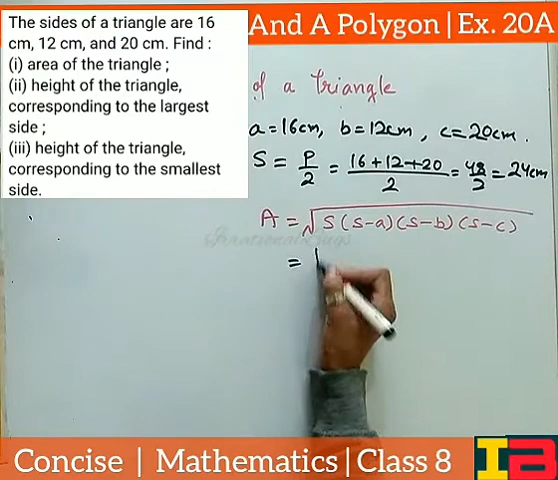 The sides of a triangle are 16
cm, 12 cm, and 20 cm. Find :
(i) area of the triangle ;
(ii) height of the triangle,
corresponding to the largest
side ;
(iii) height of the triangle,
corresponding to the smallest
side.
And A Polygon | Ex. 20A
of a triangle
a = 16cm, b = 12cm , c = 20cm.
S = P/2 = (16+12+20)/2 = 48/2 = 24cm
A = √S(S-a)(S-b)(S-c)
=
Concise | Mathematics | Class 8